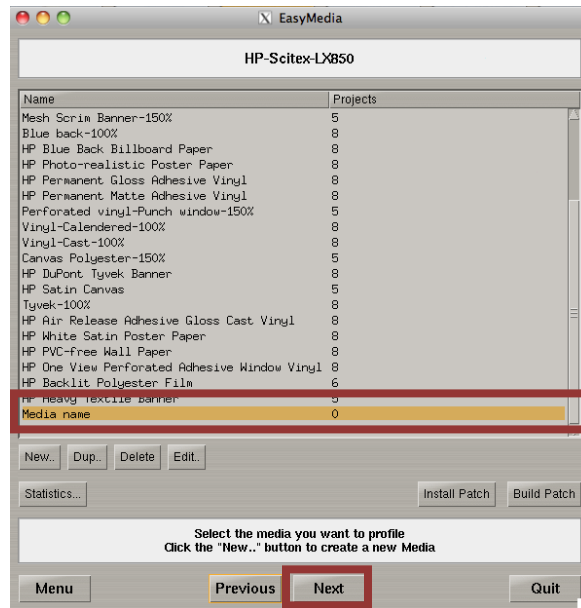 X EasyMedia
HP-Scitex-LX850
Name Projects
Mesh Scrim Banner-150% 5
Blue back-100% 8
HP Blue Back Billboard Paper 8
HP Photo-realistic Poster Paper 8
HP Permanent Gloss Adhesive Vinyl 8
HP Permanent Matte Adhesive Vinyl 8
Perforated vinyl-Punch window-150% 5
Vinyl-Calendered-100% 8
Vinyl-Cast-100% 8
Canvas Polyester-150% 5
HP DuPont Tyvek Banner 8
HP Satin Canvas 5
Tyvek-100% 8
HP Air Release Adhesive Gloss Cast Vinyl 8
HP White Satin Poster Paper 8
HP PVC-free Wall Paper 8
HP One View Perforated Adhesive Window Vinyl 8
HP Backlit Polyester Film 6
HP Heavy Textile Banner 5
Media name 0
New.. Dup.. Delete Edit..
Statistics... Install Patch Build Patch
Select the media you want to profile
Click the "New.." button to create a new Media
Menu Previous Next Quit